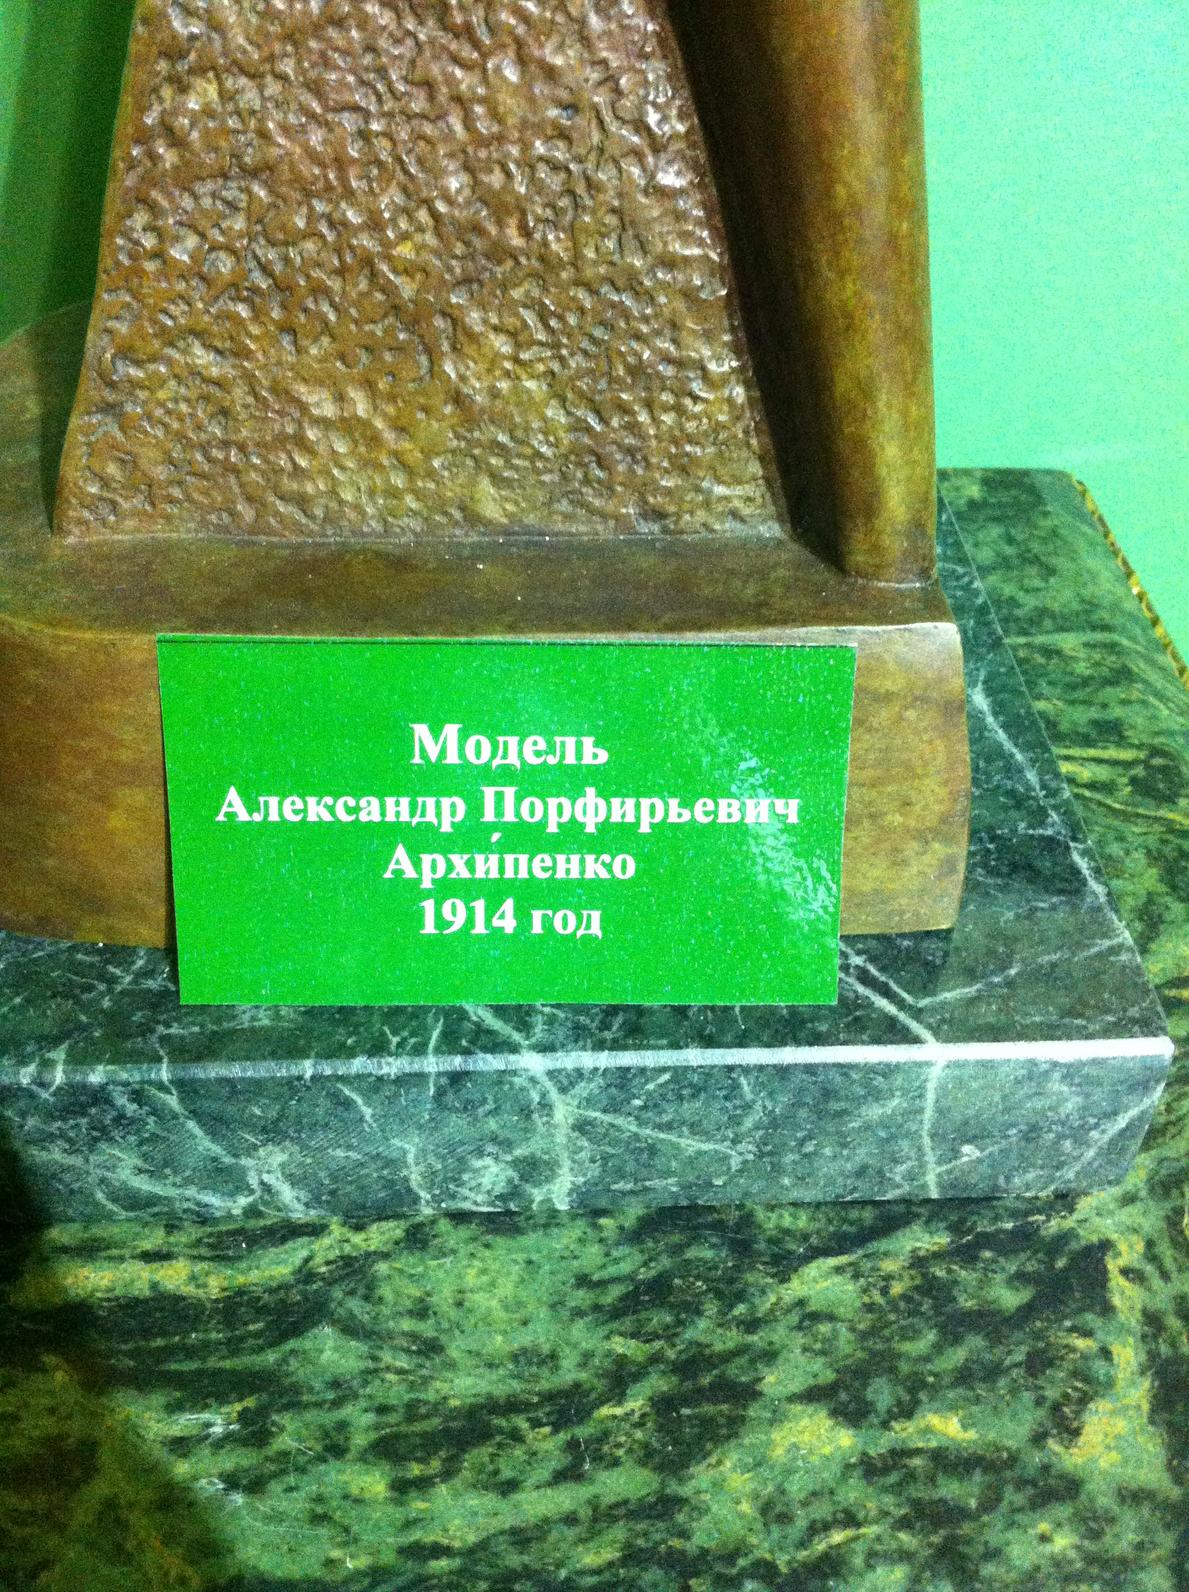 Модель
Александр Порфирьевич
Архи́пенко
1914 год